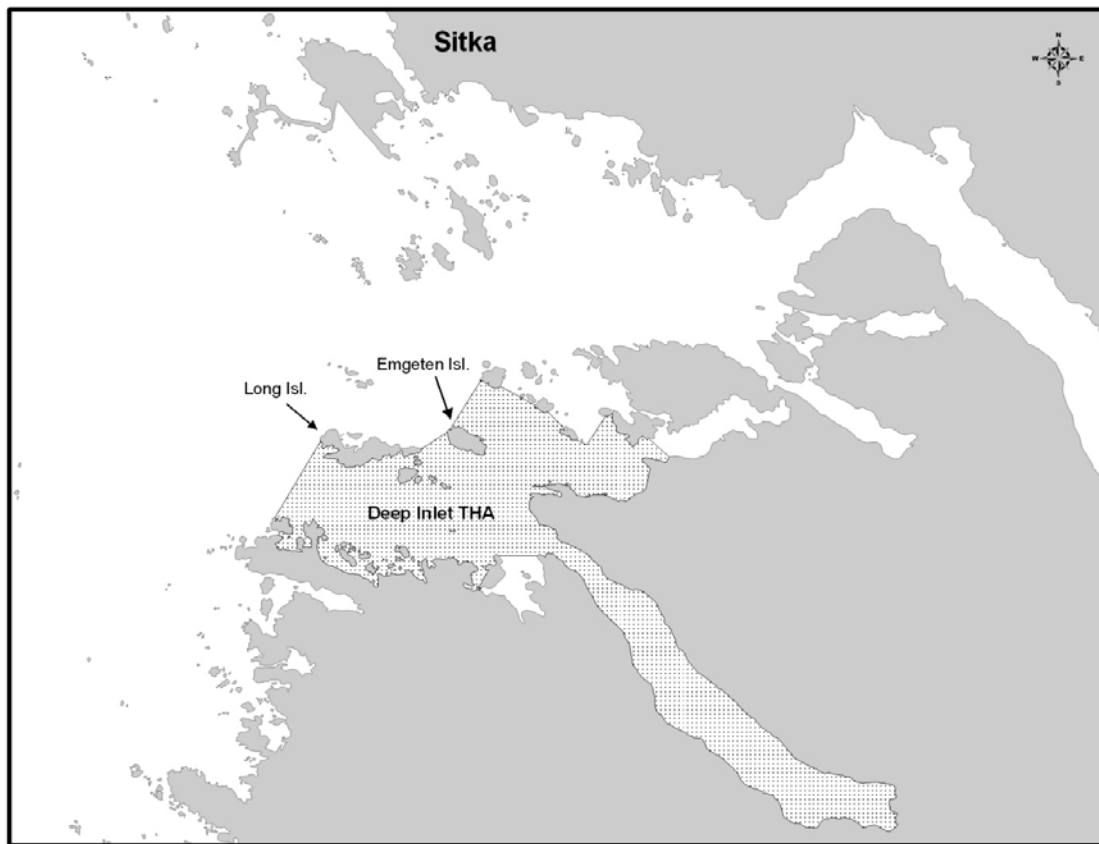 Sitka
N
W E
S
Emgeten Isl.
Long Isl.
Deep Inlet THA